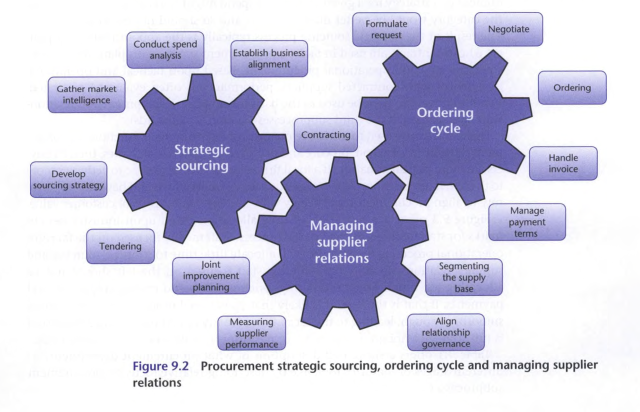 Formulate
request
Negotiate
Conduct spend
analysis
Establish business
alignment
Gather market
intelligence
Ordering
Ordering
cycle
Contracting
Strategic
sourcing
Handle
invoice
Develop
sourcing strategy
Managing
supplier
relations
Manage
payment
terms
Tendering
Joint
improvement
planning
Segmenting
the supply
base
Measuring
supplier
performance
Align
relationship
governance
Figure 9.2 Procurement strategic sourcing, ordering cycle and managing supplier
relations